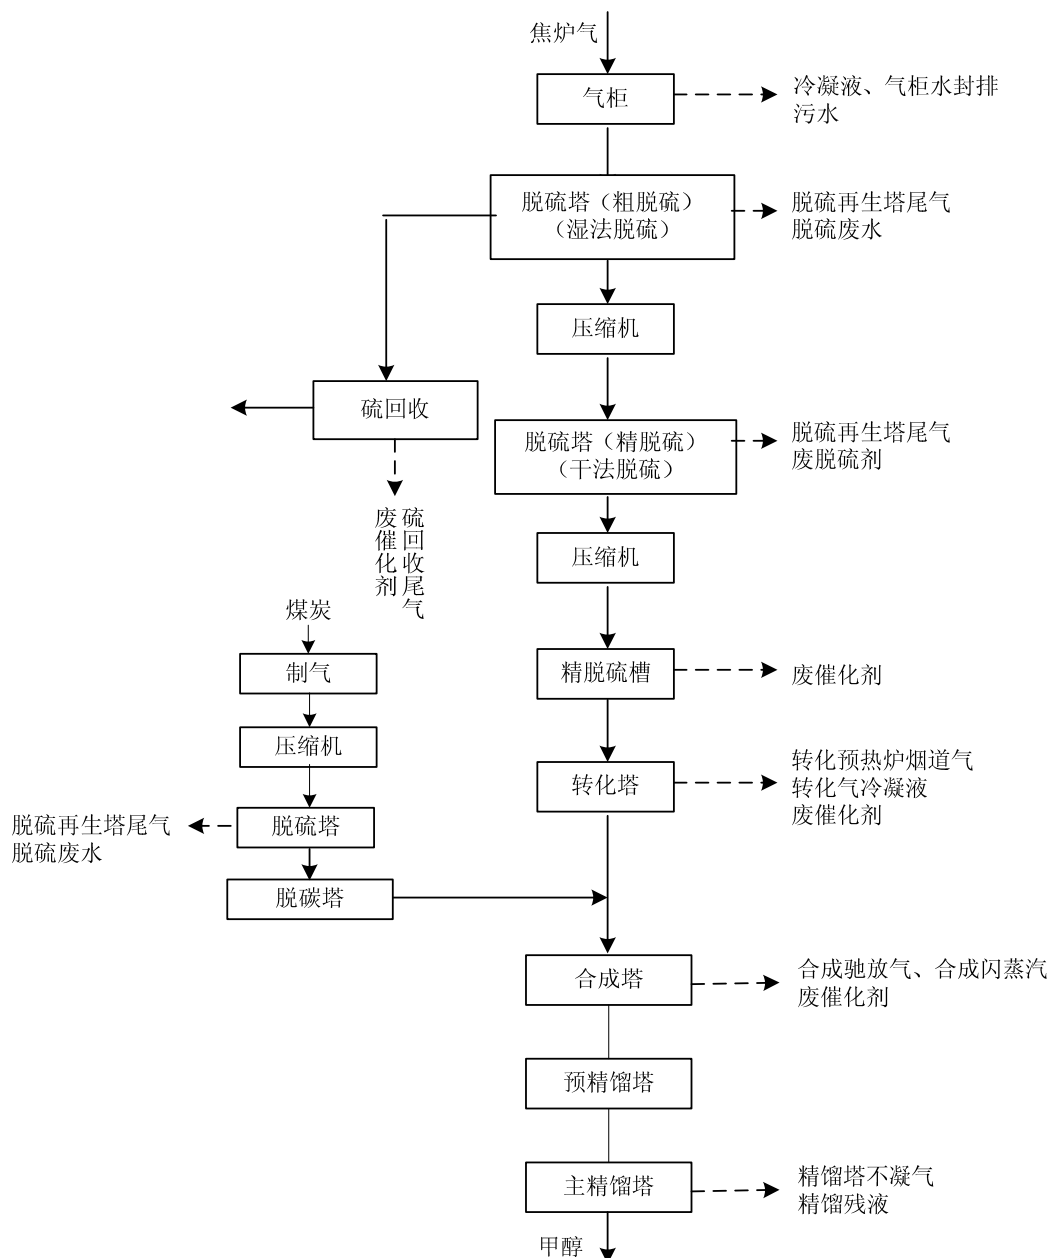 焦炉气
气柜
冷凝液、气柜水封排
污水
脱硫塔（粗脱硫）
（湿法脱硫）
脱硫再生塔尾气
脱硫废水
压缩机
硫回收
脱硫塔（精脱硫）
（干法脱硫）
脱硫再生塔尾气
废脱硫剂
硫回收尾气
废催化剂
压缩机
煤炭
制气
精脱硫槽
废催化剂
压缩机
转化塔
转化预热炉烟道气
转化气冷凝液
废催化剂
脱硫再生塔尾气
脱硫废水
脱硫塔
脱碳塔
合成塔
合成驰放气、合成闪蒸汽
废催化剂
预精馏塔
主精馏塔
精馏塔不凝气
精馏残液
甲醇